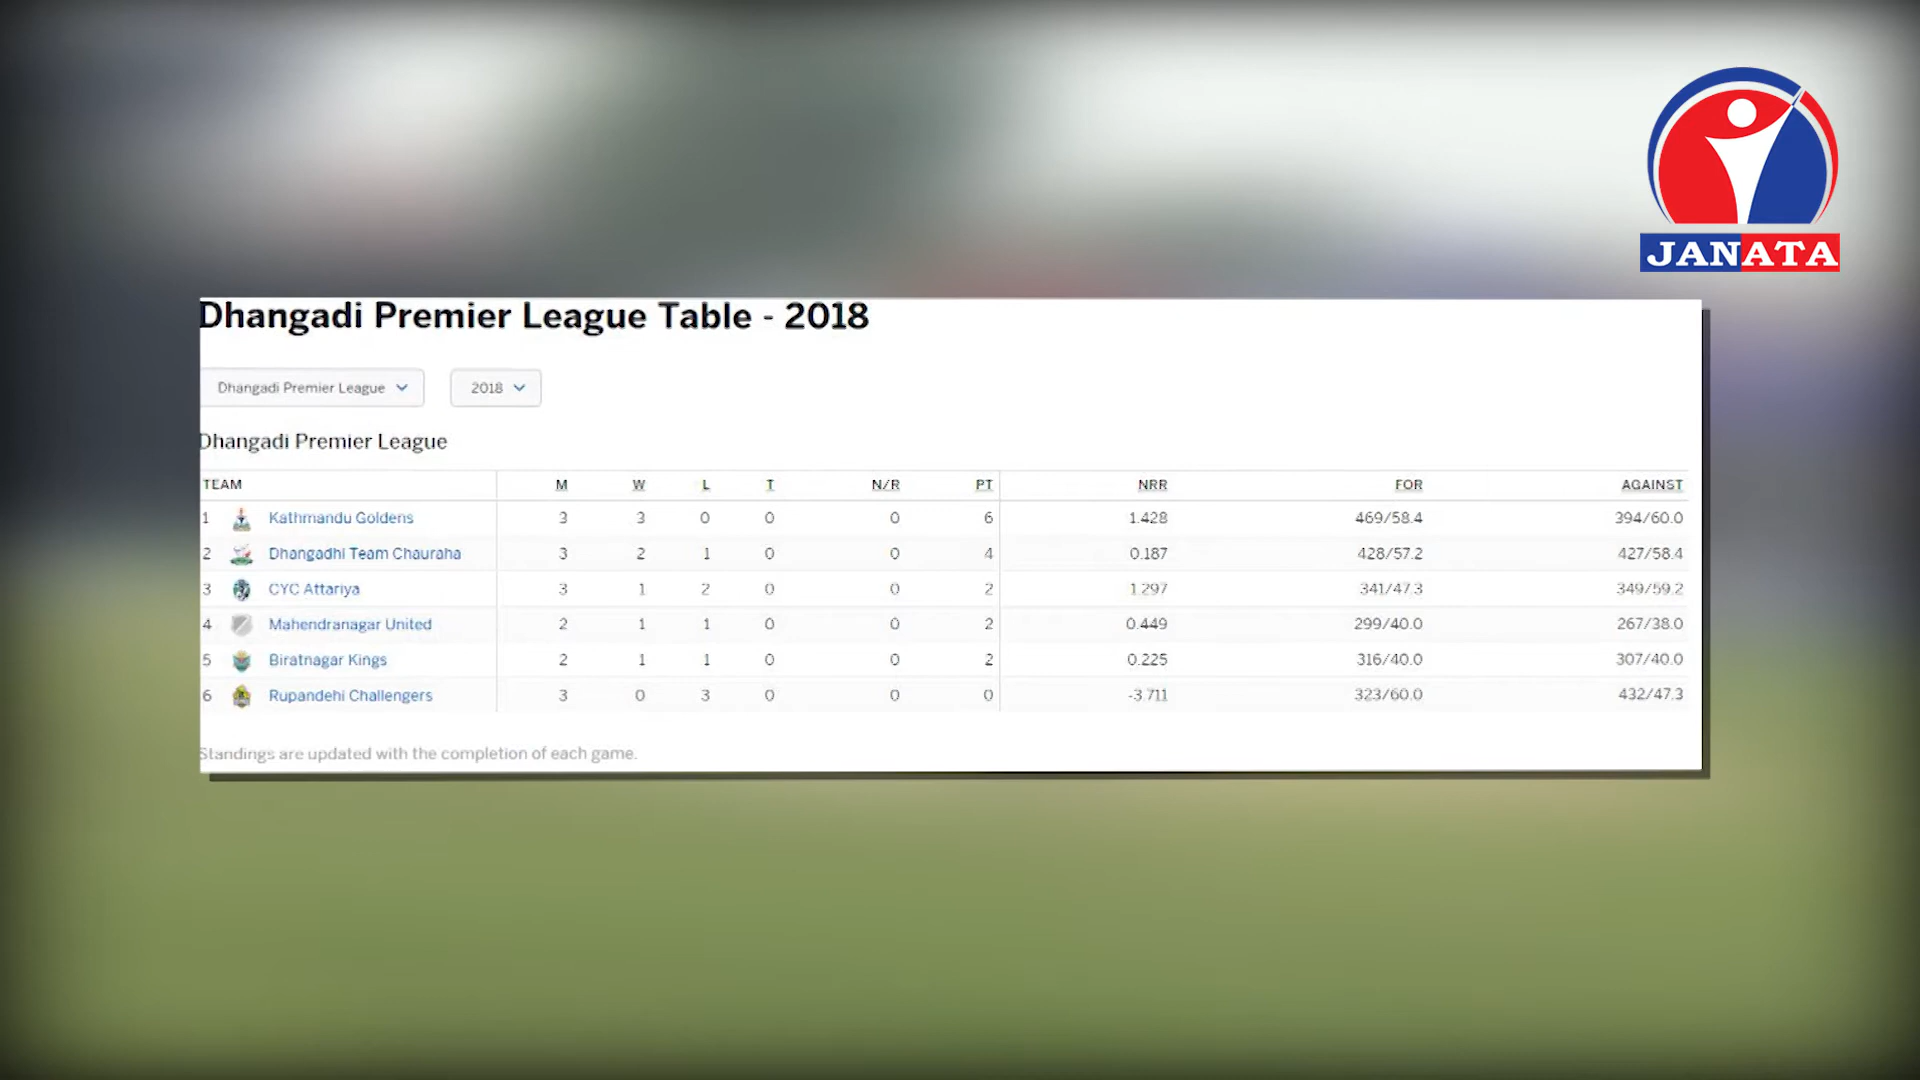 JANATA
Dhangadi Premier League Table - 2018
Dhangadi Premier League 2018
Dhangadi Premier League
TEAM M W L T N/R PT NRR FOR AGAINST
1 Kathmandu Goldens 3 3 0 0 0 6 1.428 469/58.4 394/60.0
2 Dhangadhi Team Chauraha 3 2 1 0 0 4 0.187 428/57.2 427/58.4
3 CYC Attariya 3 1 2 0 0 2 1.297 341/47.3 349/59.2
4 Mahendranagar United 2 1 1 0 0 2 0.449 299/40.0 267/38.0
5 Biratnagar Kings 2 1 1 0 0 2 0.225 316/40.0 307/40.0
6 Rupandehi Challengers 3 0 3 0 0 0 -3.711 323/60.0 432/47.3
Standings are updated with the completion of each game.